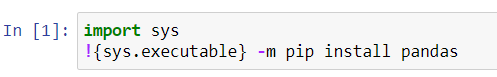 In [1]: import sys
!{sys.executable} -m pip install pandas